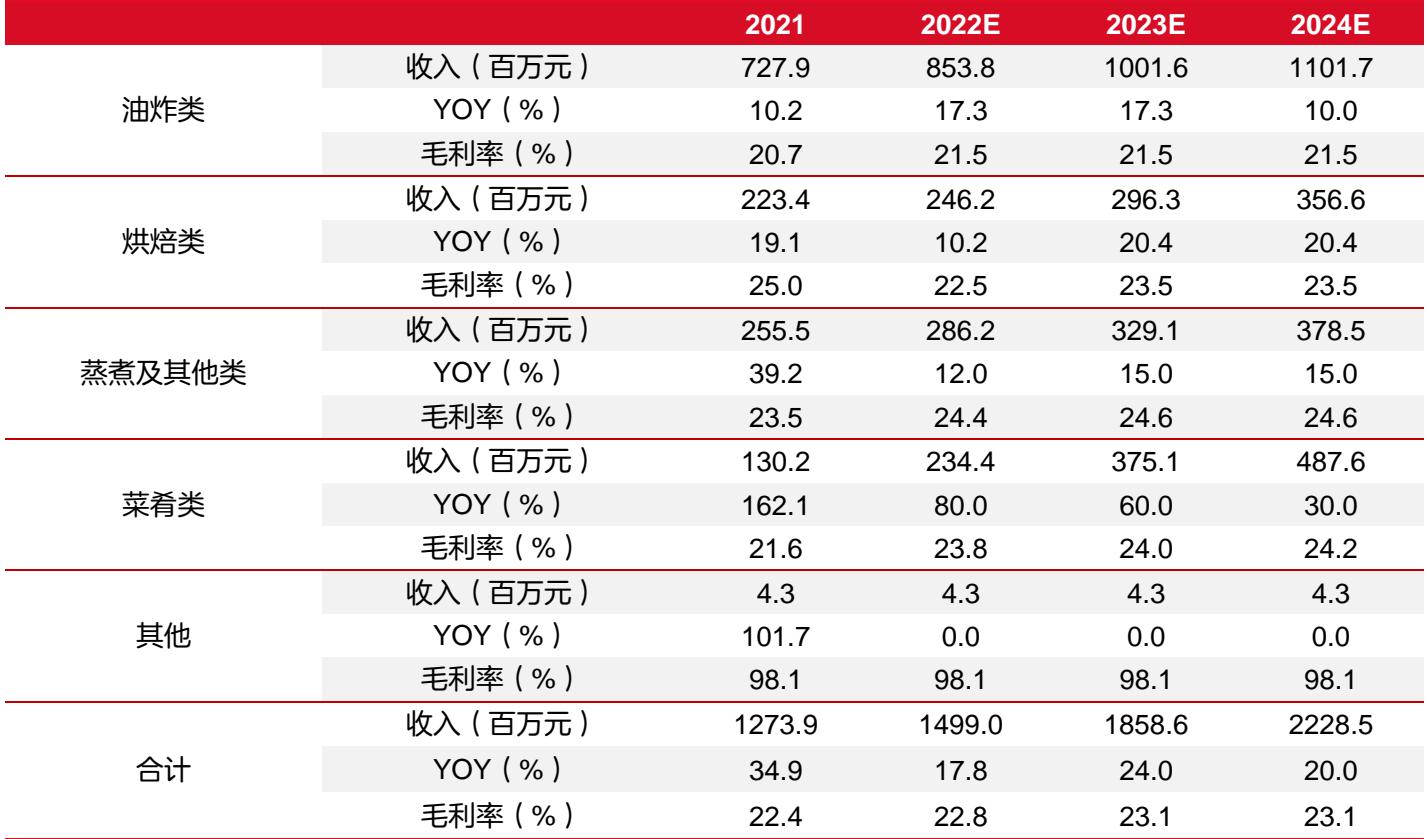 2021 2022E 2023E 2024E
收入（百万元） 727.9 853.8 1001.6 1101.7
油炸类 YOY（%） 10.2 17.3 17.3 10.0
毛利率（%） 20.7 21.5 21.5 21.5
收入（百万元） 223.4 246.2 296.3 356.6
烘焙类 YOY（%） 19.1 10.2 20.4 20.4
毛利率（%） 25.0 22.5 23.5 23.5
收入（百万元） 255.5 286.2 329.1 378.5
蒸煮及其他类 YOY（%） 39.2 12.0 15.0 15.0
毛利率（%） 23.5 24.4 24.6 24.6
收入（百万元） 130.2 234.4 375.1 487.6
菜肴类 YOY（%） 162.1 80.0 60.0 30.0
毛利率（%） 21.6 23.8 24.0 24.2
收入（百万元） 4.3 4.3 4.3 4.3
其他 YOY（%） 101.7 0.0 0.0 0.0
毛利率（%） 98.1 98.1 98.1 98.1
收入（百万元） 1273.9 1499.0 1858.6 2228.5
合计 YOY（%） 34.9 17.8 24.0 20.0
毛利率（%） 22.4 22.8 23.1 23.1